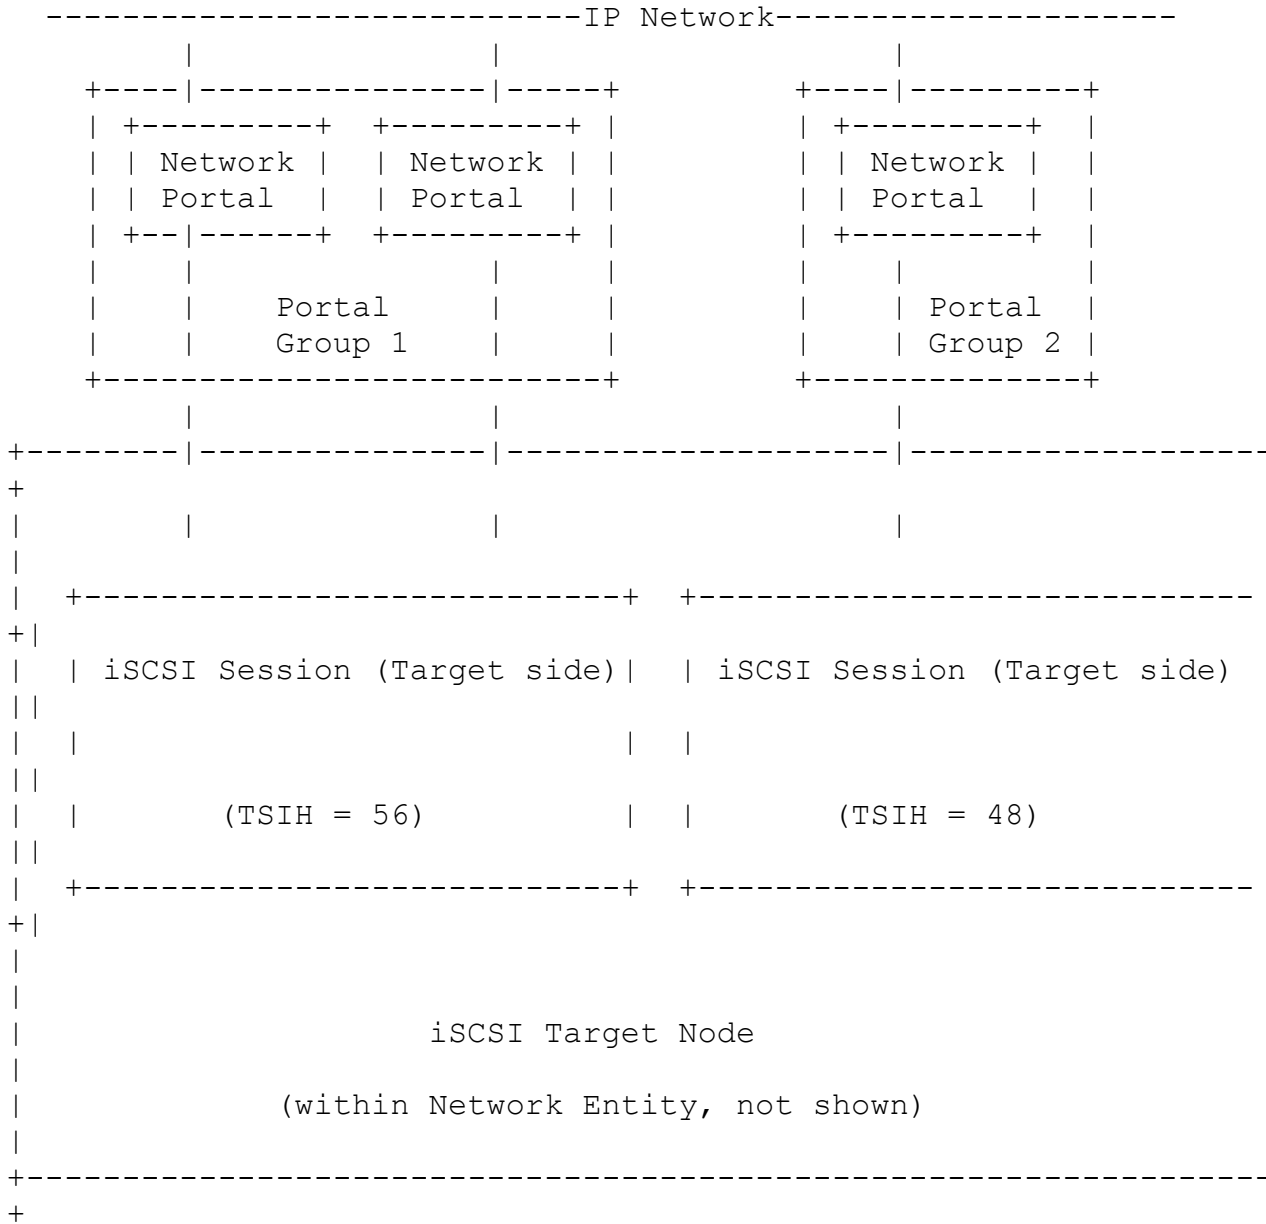 ----------------------------IP Network---------------------
| | |
+----|---------------|-----+ +----|---------+
| +---------+ +---------+ | | +---------+ |
| | Network | | Network | | | | Network | |
| | Portal | | Portal | | | | Portal | |
| +--|------+ +---------+ | | +---------+ |
| | | | | | |
| | Portal | | | | Portal |
| | Group 1 | | | | Group 2 |
+--------------------------+ +--------------+
| | |
+--------|---------------|--------------------|-------------------
+
| | | |
|
| +----------------------------+ +-----------------------------
+|
| | iSCSI Session (Target side)| | iSCSI Session (Target side)
||
| | | |
||
| | (TSIH = 56) | | (TSIH = 48)
||
| +----------------------------+ +-----------------------------
+|
|
|
| iSCSI Target Node
|
| (within Network Entity, not shown)
|
+-----------------------------------------------------------------
+